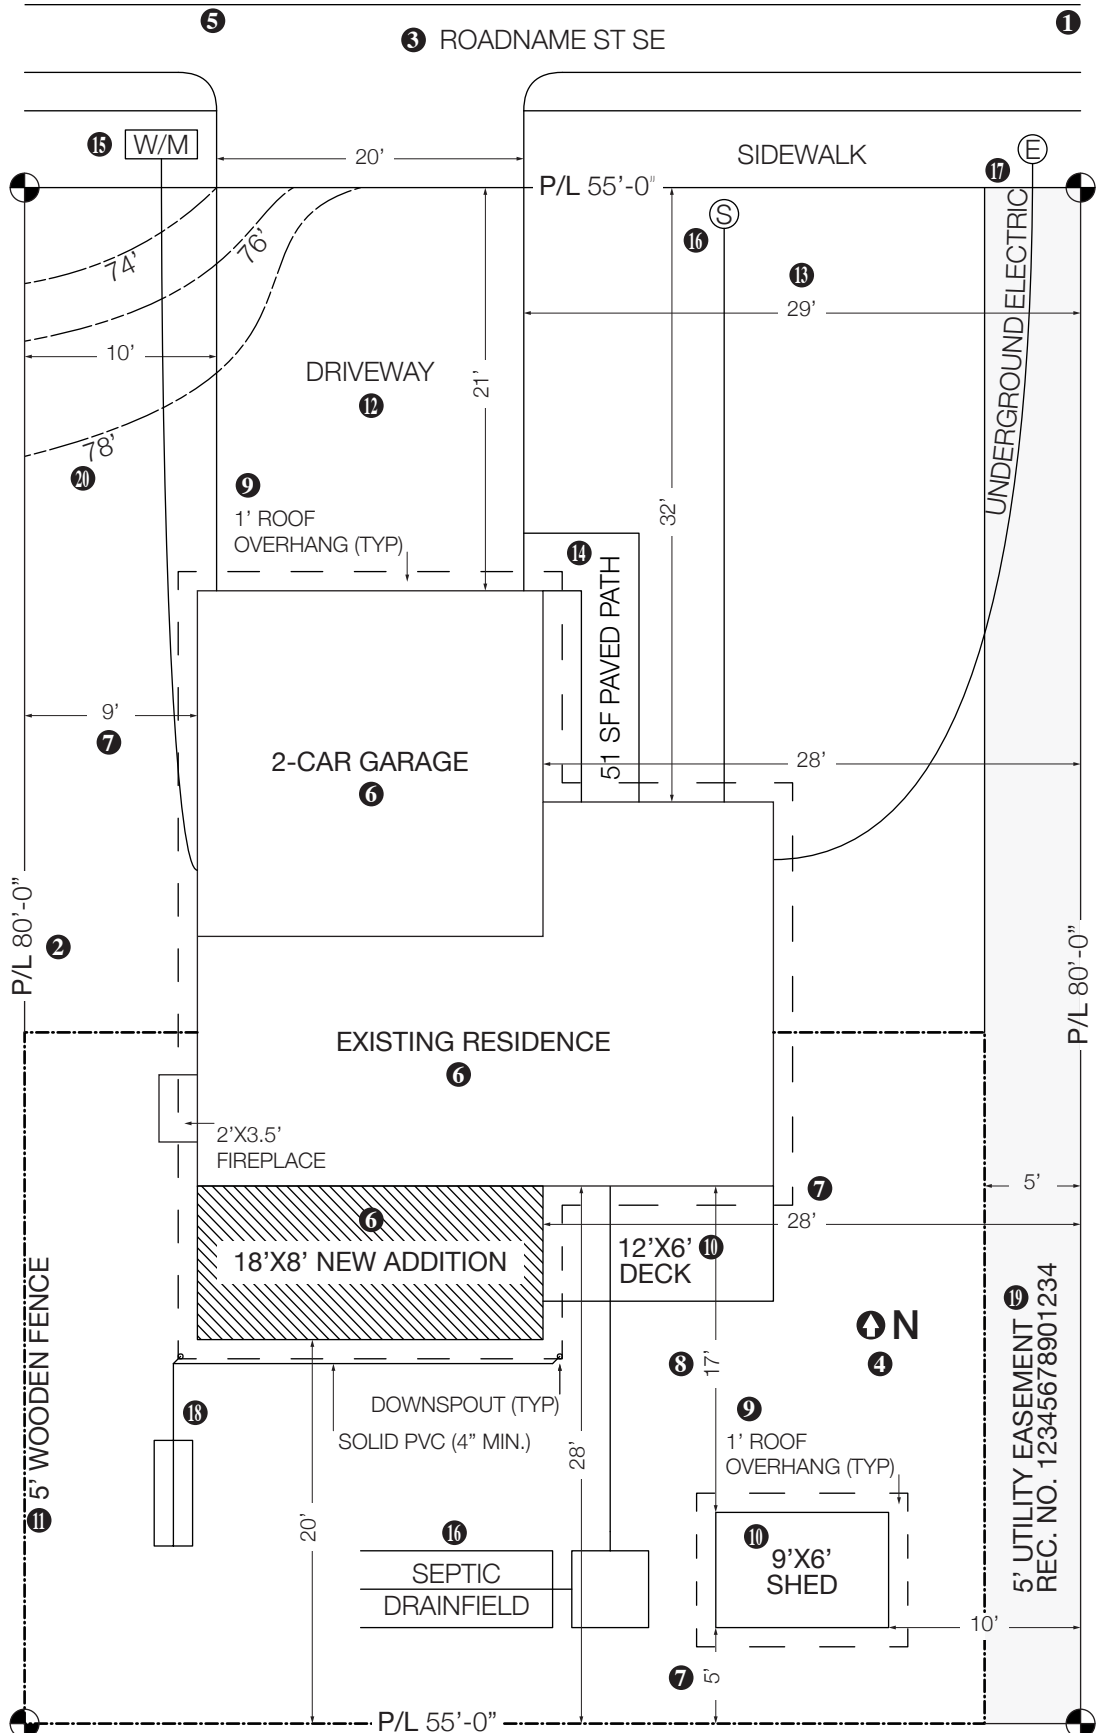 5
1
3 ROADNAME ST SE
15 W/M
20'
SIDEWALK
17 E
P/L 55'-0"
S
16
74'
76'
13
29'
10'
DRIVEWAY
12
21'
UNDERGROUND ELECTRIC
78'
20
9
1' ROOF
OVERHANG (TYP)
32'
14
51 SF PAVED PATH
9'
7
2-CAR GARAGE
6
28'
P/L 80'-0"
2
P/L 80'-0"
EXISTING RESIDENCE
6
2'X3.5'
FIREPLACE
7
5'
6
28'
18'X8' NEW ADDITION
12'X6' 10
DECK
19
5' UTILITY EASEMENT
REC. NO. 12345678901234
N
4
8 17'
11 5' WOODEN FENCE
18
DOWNSPOUT (TYP)
SOLID PVC (4" MIN.)
9
1' ROOF
OVERHANG (TYP)
28'
20'
16
SEPTIC
DRAINFIELD
10
9'X6'
SHED
10'
7 5'
P/L 55'-0"